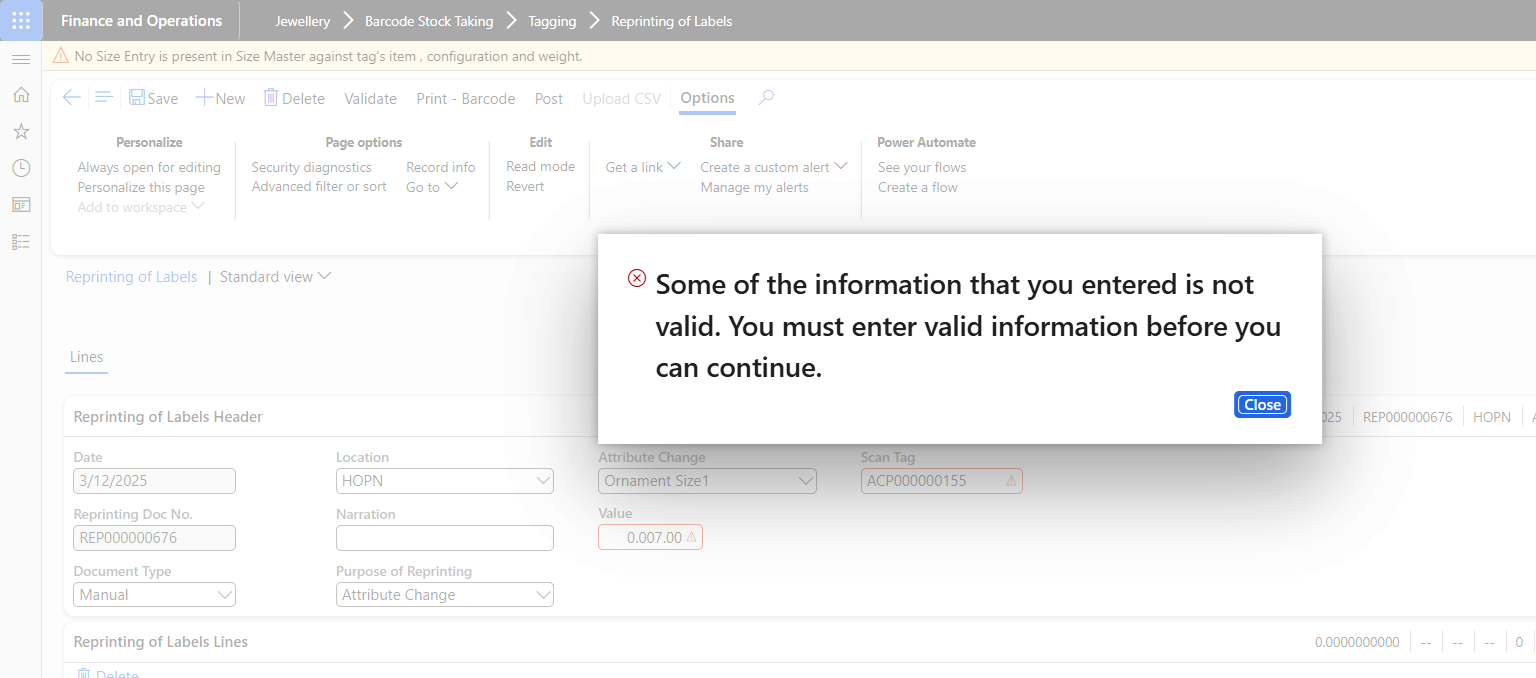 Finance and Operations
Jewellery Barcode Stock Taking Tagging Reprinting of Labels
No Size Entry is present in Size Master against tag's item , configuration and weight.
Save New Delete Validate Print - Barcode Post Upload CSV Options
Personalize
Always open for editing
Personalize this page
Add to workspace
Page options
Security diagnostics
Advanced filter or sort
Record info
Go to
Edit
Read mode
Revert
Share
Get a link
Create a custom alert
Manage my alerts
Power Automate
See your flows
Create a flow
Reprinting of Labels | Standard view
Some of the information that you entered is not
valid. You must enter valid information before you
can continue.
Close
Lines
Reprinting of Labels Header
025 REP000000676 HOPN
Date
3/12/2025
Reprinting Doc No.
REP000000676
Document Type
Manual
Location
HOPN
Narration
Purpose of Reprinting
Attribute Change
Attribute Change
Ornament Size1
Value
0.007.00
Scan Tag
ACP000000155
Reprinting of Labels Lines
0.0000000000 -- -- -- 0
Delete